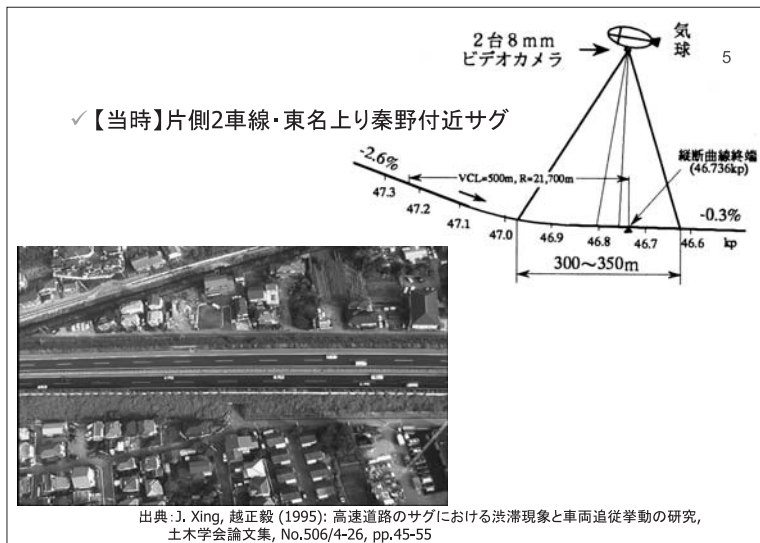 5
✓【当時】片側2車線・東名上り秦野付近サグ
2台8mm
ビデオカメラ
気球
縦断曲線終端
(46.736kp)
-2.6%
VCL=500m, R=21,700m
-0.3%
47.3
47.2
47.1
47.0
46.9
46.8
46.7
46.6
kp
300～350m
出典:J. Xing, 越正毅 (1995): 高速道路のサグにおける渋滞現象と車両追従挙動の研究,
土木学会論文集, No.506/4-26, pp.45-55